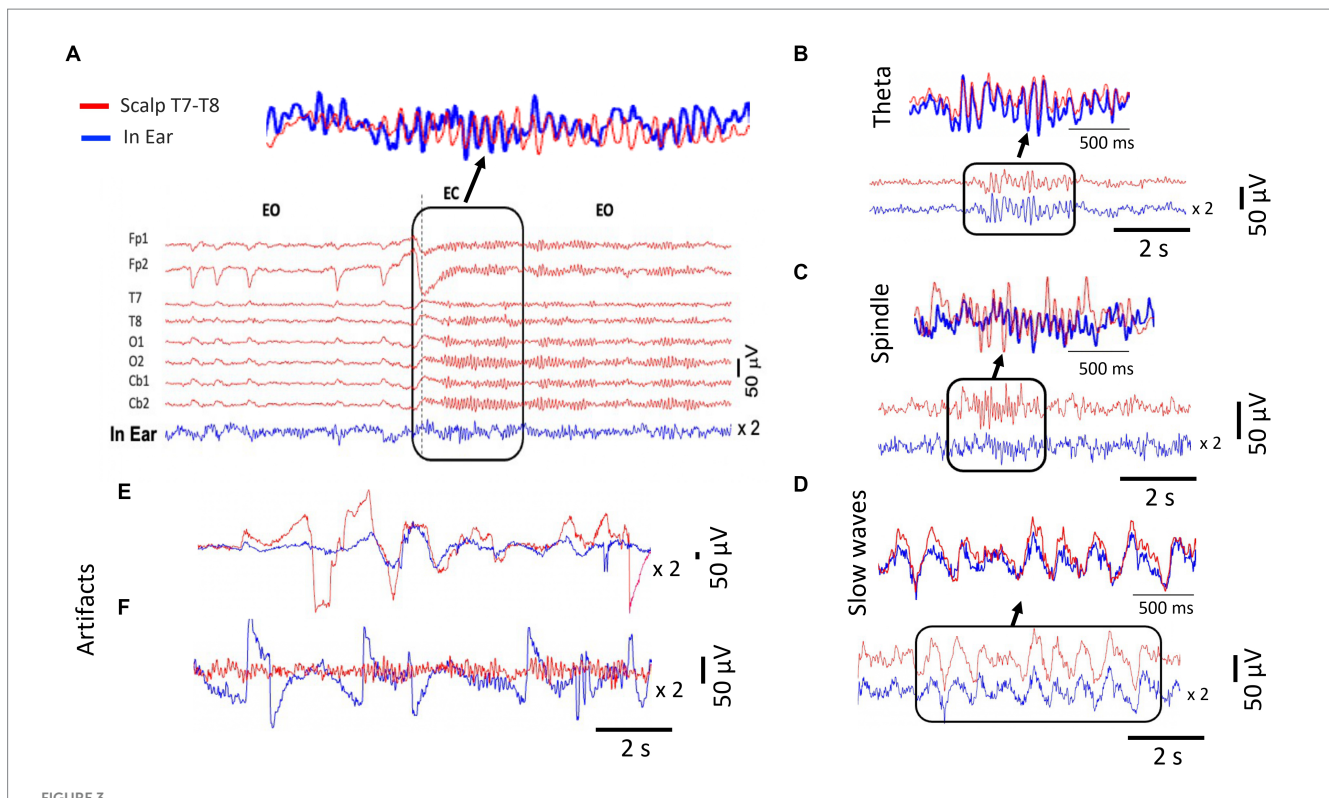 A
Scalp T7-T8
In Ear
EC
EO
EO
Fp1
Fp2
T7
T8
O1
O2
Cb1
Cb2
In Ear
x 2
50 µV
B
Theta
500 ms
x 2
50 µV
2 s
C
Spindle
500 ms
x 2
50 µV
2 s
D
Slow waves
500 ms
x 2
50 µV
2 s
Artifacts
E
x 2
50 µV
F
x 2
50 µV
2 s
FIGURE 3